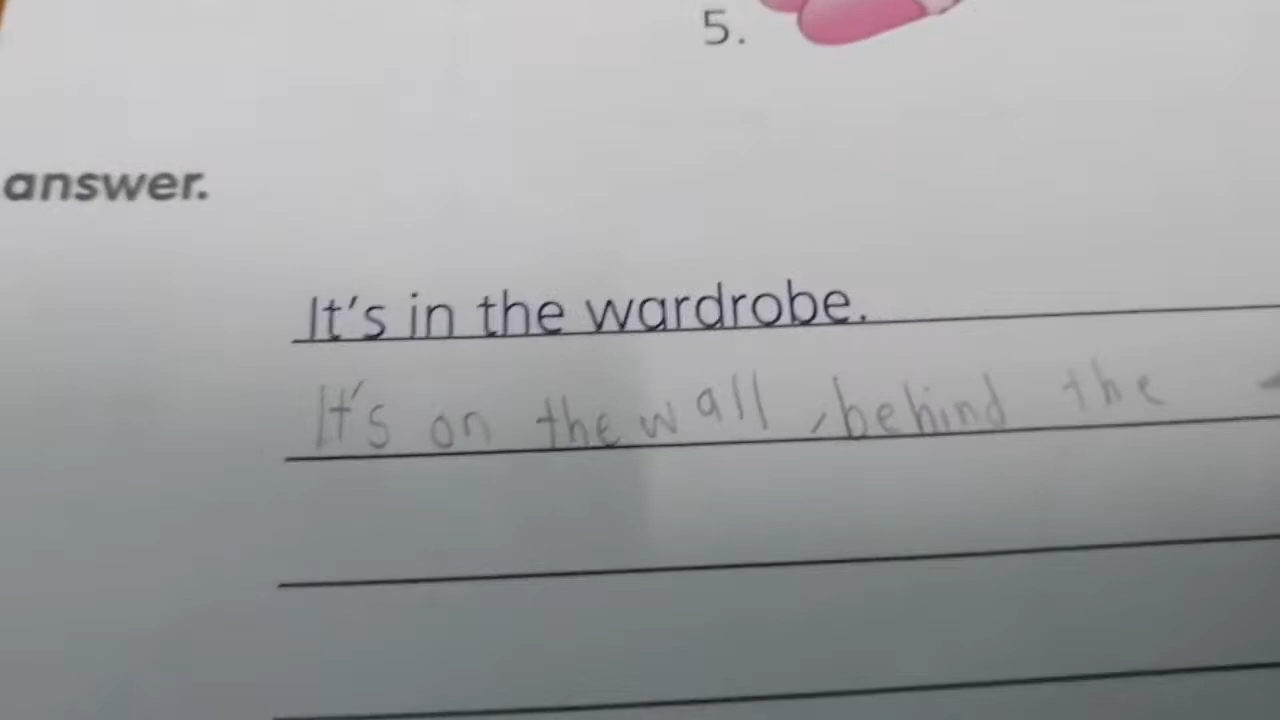 5.
answer.
It's in the wardrobe.
It's on the wall, behind the